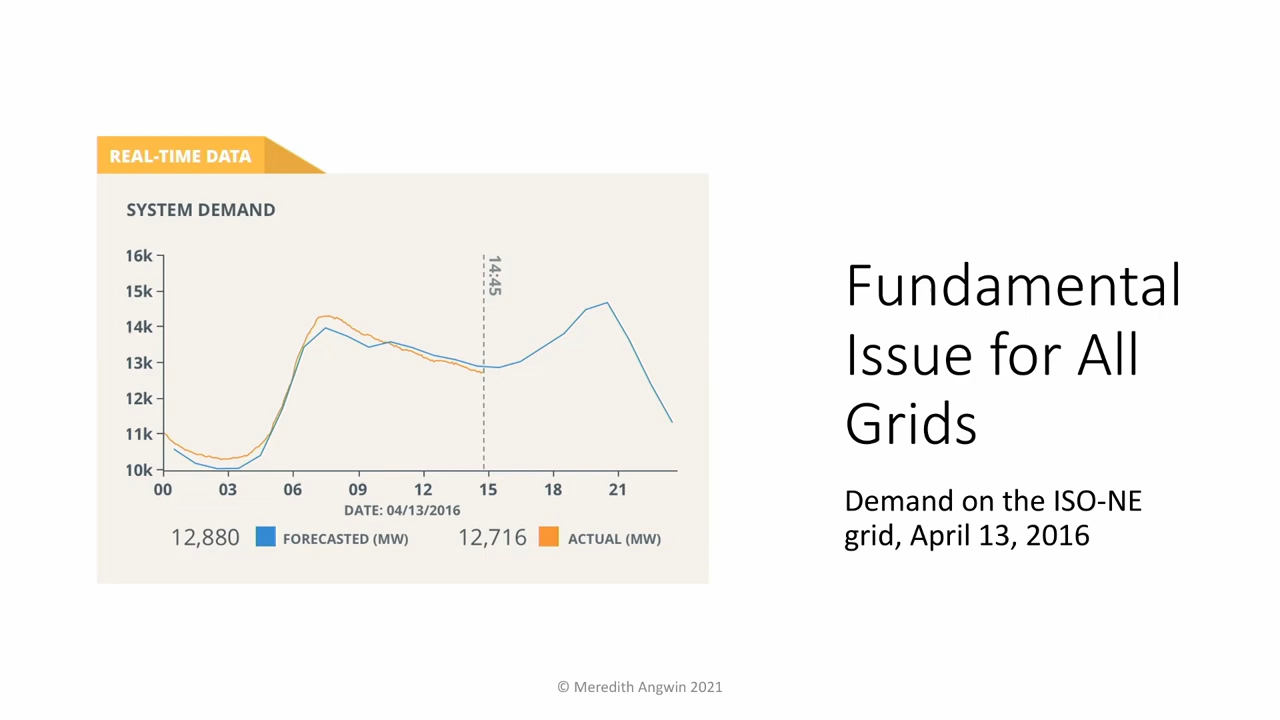 REAL-TIME DATA
SYSTEM DEMAND
16k
15k
14k
13k
12k
11k
10k
14:45
00 03 06 09 12 15 18 21
DATE: 04/13/2016
12,880 FORECASTED (MW) 12,716 ACTUAL (MW)
Fundamental
Issue for All
Grids
Demand on the ISO-NE
grid, April 13, 2016
© Meredith Angwin 2021